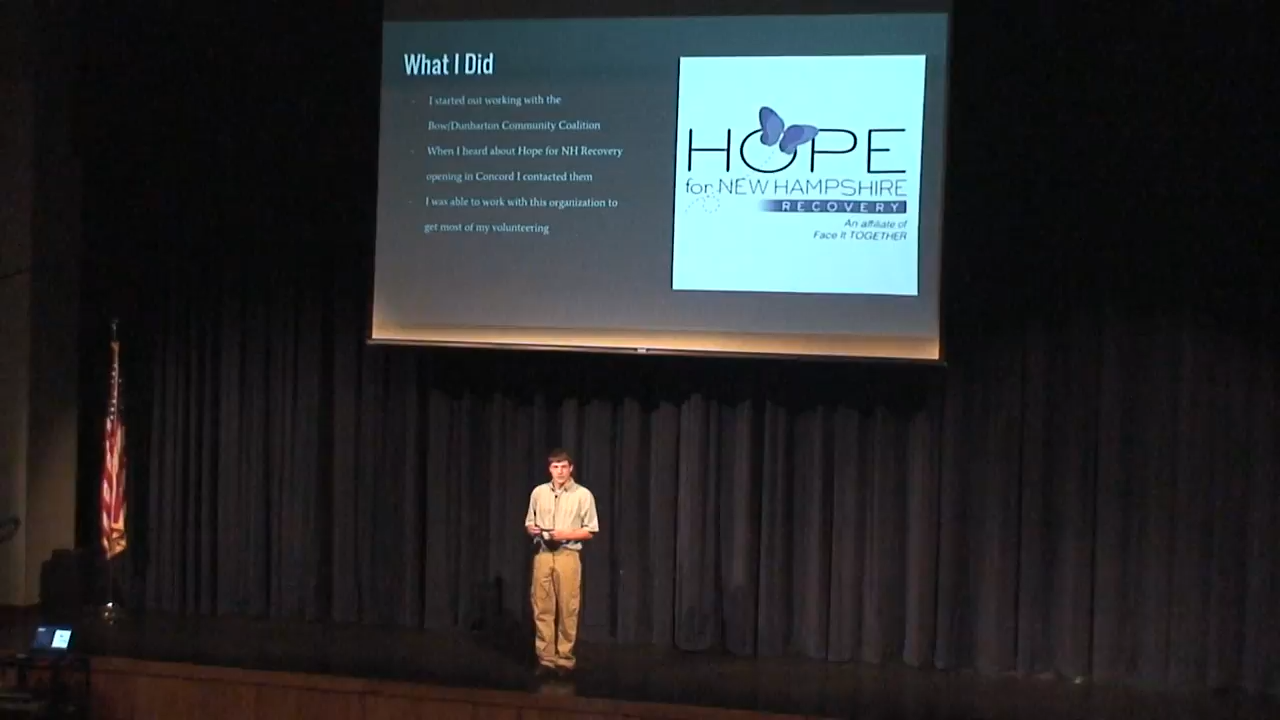 What I Did
- I started out working with the
Bow/Dunbarton Community Coalition
- When I heard about Hope for NH Recovery
opening in Concord I contacted them
- I was able to work with this organization to
get most of my volunteering
HOPE
for NEW HAMPSHIRE
RECOVERY
An affiliate of
Face It TOGETHER